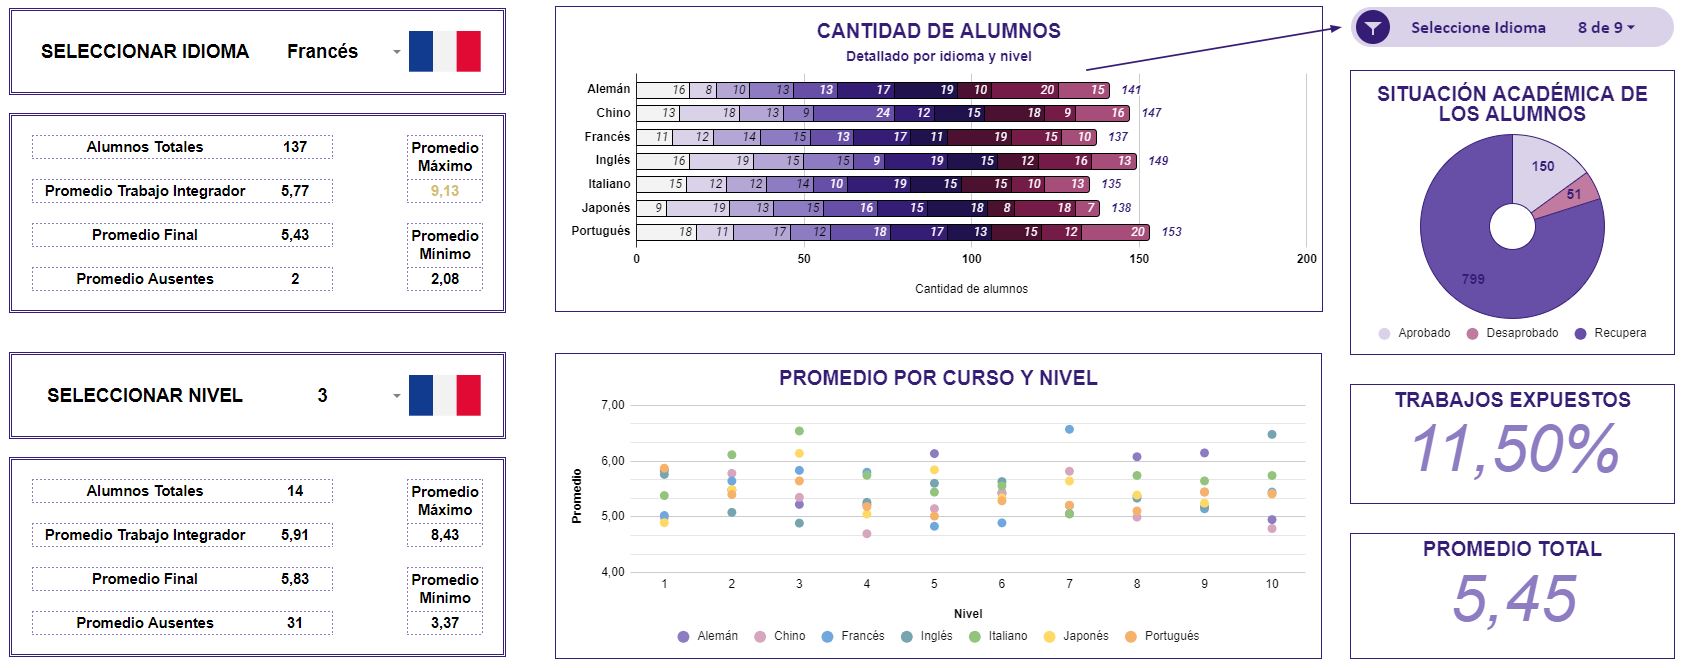 SELECCIONAR IDIOMA Francés
Alumnos Totales 137
Promedio Trabajo Integrador 5,77
Promedio Final 5,43
Promedio Ausentes 2
Promedio
Máximo
9,13
Promedio
Mínimo
2,08
SELECCIONAR NIVEL 3
Alumnos Totales 14
Promedio Trabajo Integrador 5,91
Promedio Final 5,83
Promedio Ausentes 31
Promedio
Máximo
8,43
Promedio
Mínimo
3,37
CANTIDAD DE ALUMNOS
Detallado por idioma y nivel
Alemán 16 8 10 13 13 17 19 10 20 15 141
Chino 13 18 13 9 24 12 15 18 9 16 147
Francés 11 12 14 15 13 17 11 19 15 10 137
Inglés 16 19 15 15 9 19 15 12 16 13 149
Italiano 15 12 12 14 10 19 15 15 10 13 135
Japonés 9 19 13 15 16 15 18 8 18 7 138
Portugués 18 11 17 12 18 17 13 15 12 20 153
0 50 100 150 200
Cantidad de alumnos
PROMEDIO POR CURSO Y NIVEL
Promedio
7,00
6,00
5,00
4,00
1 2 3 4 5 6 7 8 9 10
Nivel
Alemán Chino Francés Inglés Italiano Japonés Portugués
Seleccione Idioma 8 de 9
SITUACIÓN ACADÉMICA DE
LOS ALUMNOS
150
51
799
Aprobado Desaprobado Recupera
TRABAJOS EXPUESTOS
11,50%
PROMEDIO TOTAL
5,45